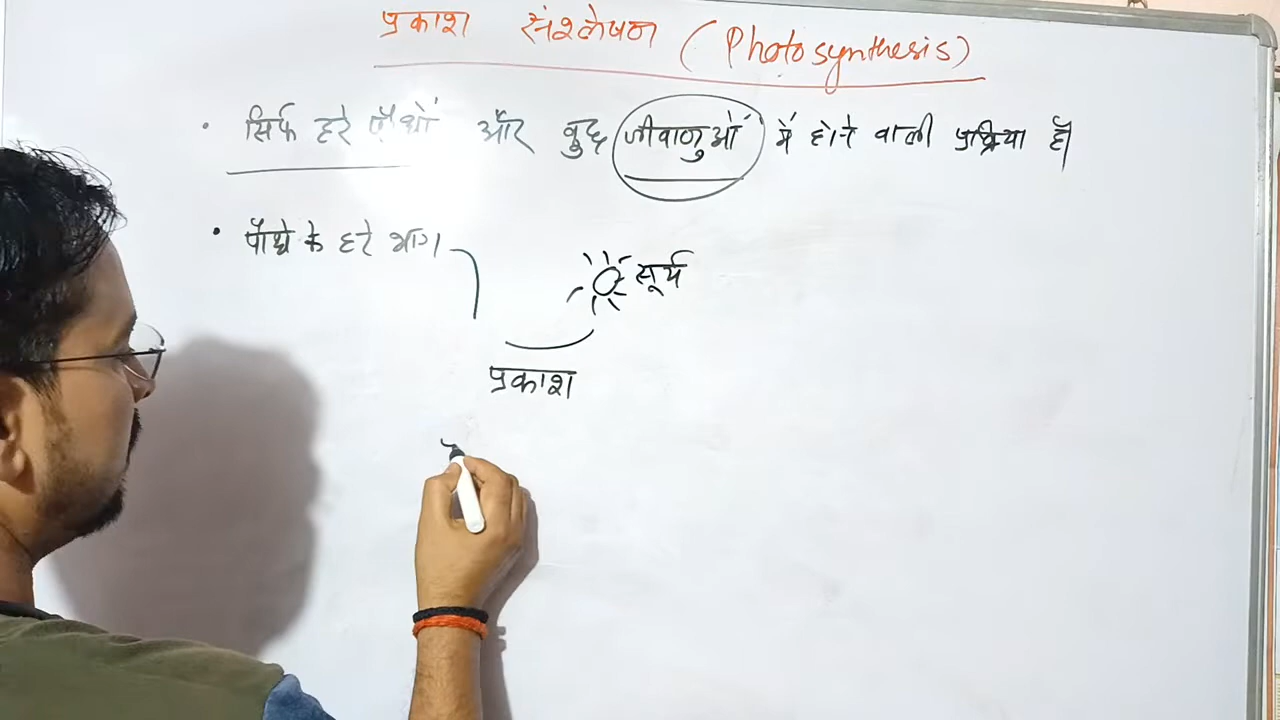 प्रकाश संश्लेषण (Photosynthesis)
• सिर्फ हरे पौधों और कुछ जीवाणुओं में होने वाली प्रक्रिया है।
• पौधे के हरे भाग
सूर्य
प्रकाश